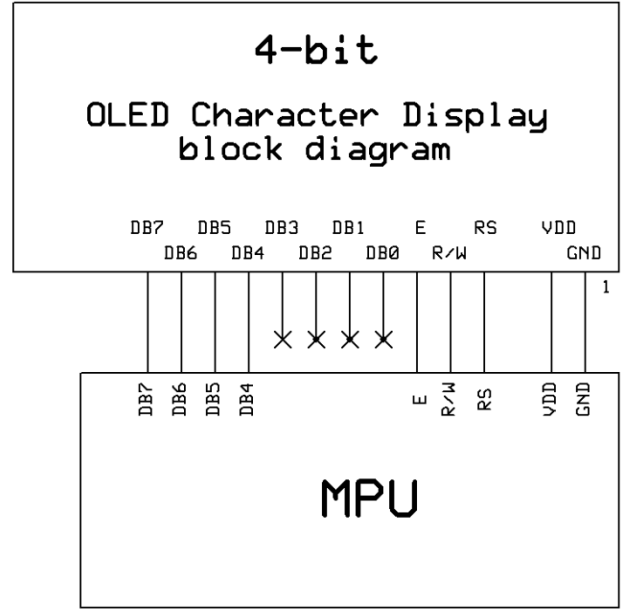 4-bit
OLED Character Display
block diagram
DB7 DB5 DB3 DB1 E RS VDD
DB6 DB4 DB2 DB0 R/W GND
1
DB7 DB6 DB5 DB4 E R/W RS VDD GND
MPU